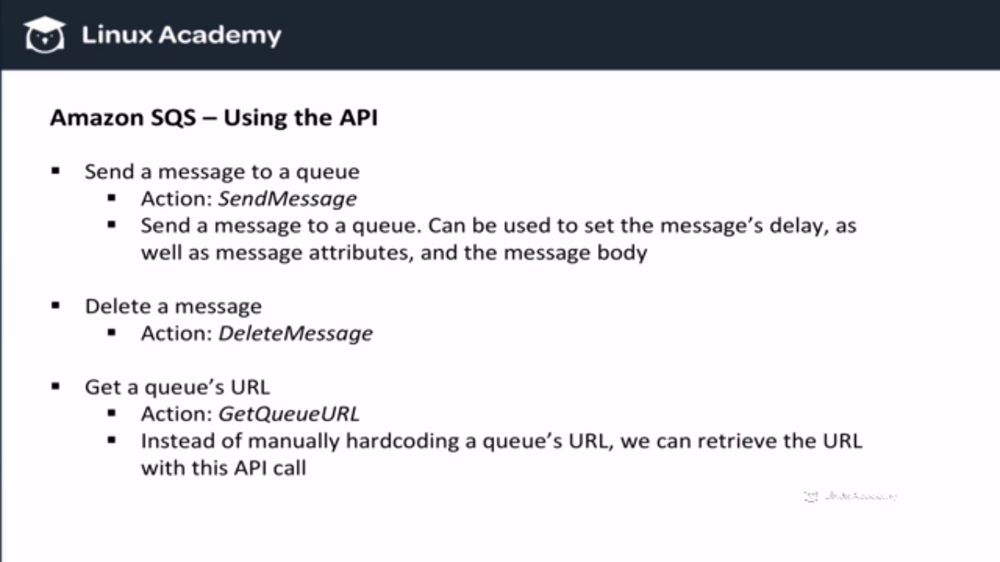 Linux Academy
Amazon SQS – Using the API
▪ Send a message to a queue
▪ Action: SendMessage
▪ Send a message to a queue. Can be used to set the message’s delay, as
well as message attributes, and the message body
▪ Delete a message
▪ Action: DeleteMessage
▪ Get a queue’s URL
▪ Action: GetQueueURL
▪ Instead of manually hardcoding a queue’s URL, we can retrieve the URL
with this API call
Linux Academy